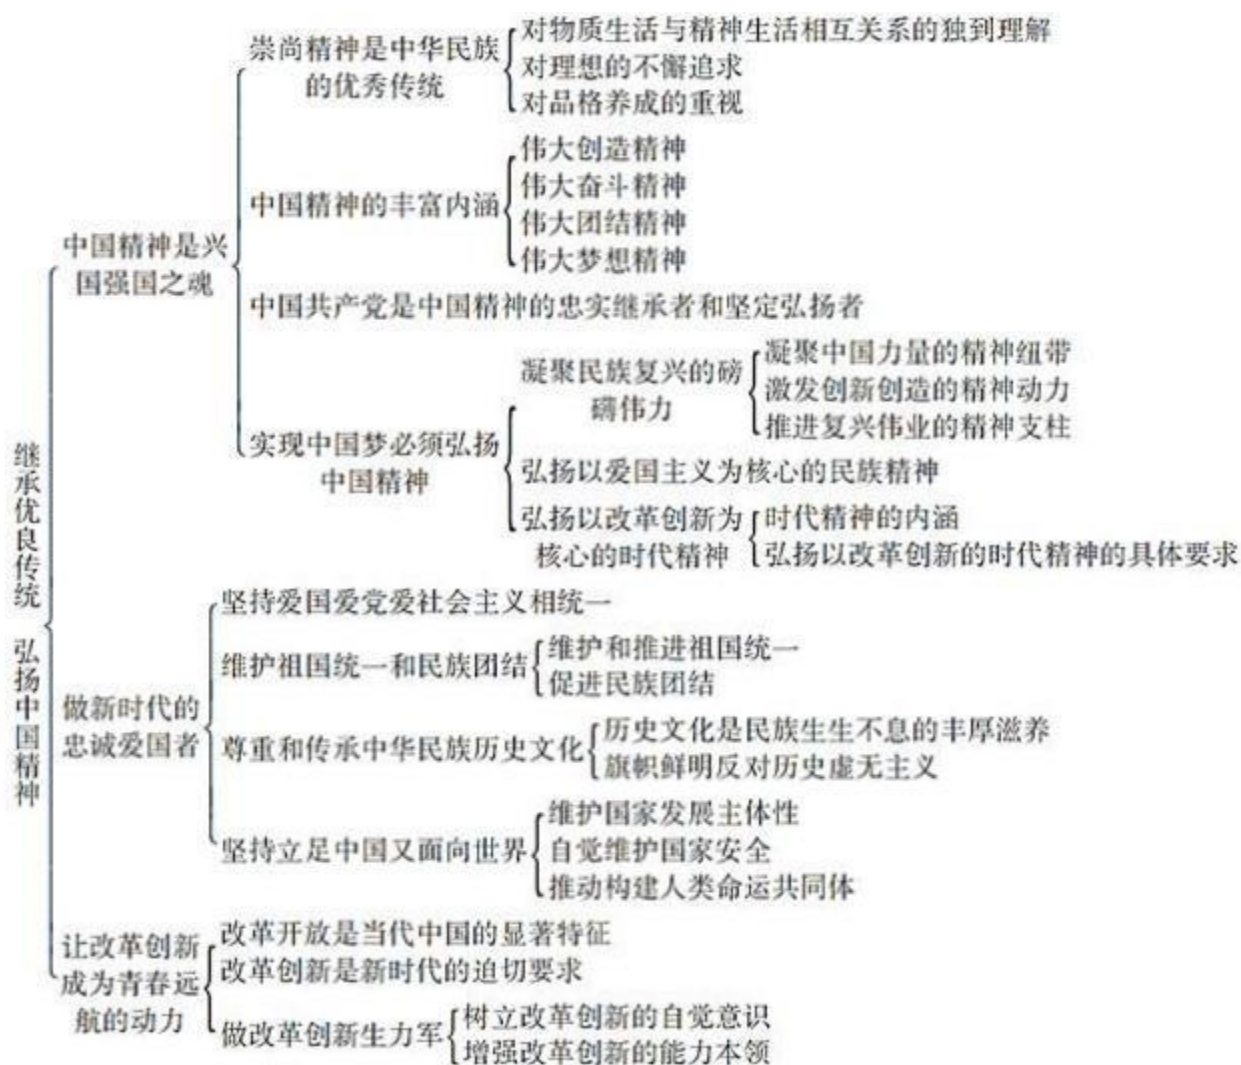 继承优良传统 弘扬中国精神
中国精神是兴
国强国之魂
崇尚精神是中华民族
的优秀传统
对物质生活与精神生活相互关系的独到理解
对理想的不懈追求
对品格养成的重视
中国精神的丰富内涵
伟大创造精神
伟大奋斗精神
伟大团结精神
伟大梦想精神
中国共产党是中国精神的忠实继承者和坚定弘扬者
实现中国梦必须弘扬
中国精神
凝聚民族复兴的磅
礴伟力
凝聚中国力量的精神纽带
激发创新创造的精神动力
推进复兴伟业的精神支柱
弘扬以爱国主义为核心的民族精神
弘扬以改革创新为
核心的时代精神
时代精神的内涵
弘扬以改革创新的时代精神的具体要求
做新时代的
忠诚爱国者
坚持爱国爱党爱社会主义相统一
维护祖国统一和民族团结
维护和推进祖国统一
促进民族团结
尊重和传承中华民族历史文化
历史文化是民族生生不息的丰厚滋养
旗帜鲜明反对历史虚无主义
坚持立足中国又面向世界
维护国家发展主体性
自觉维护国家安全
推动构建人类命运共同体
让改革创新
成为青春远
航的动力
改革开放是当代中国的显著特征
改革创新是新时代的迫切要求
做改革创新生力军
树立改革创新的自觉意识
增强改革创新的能力本领